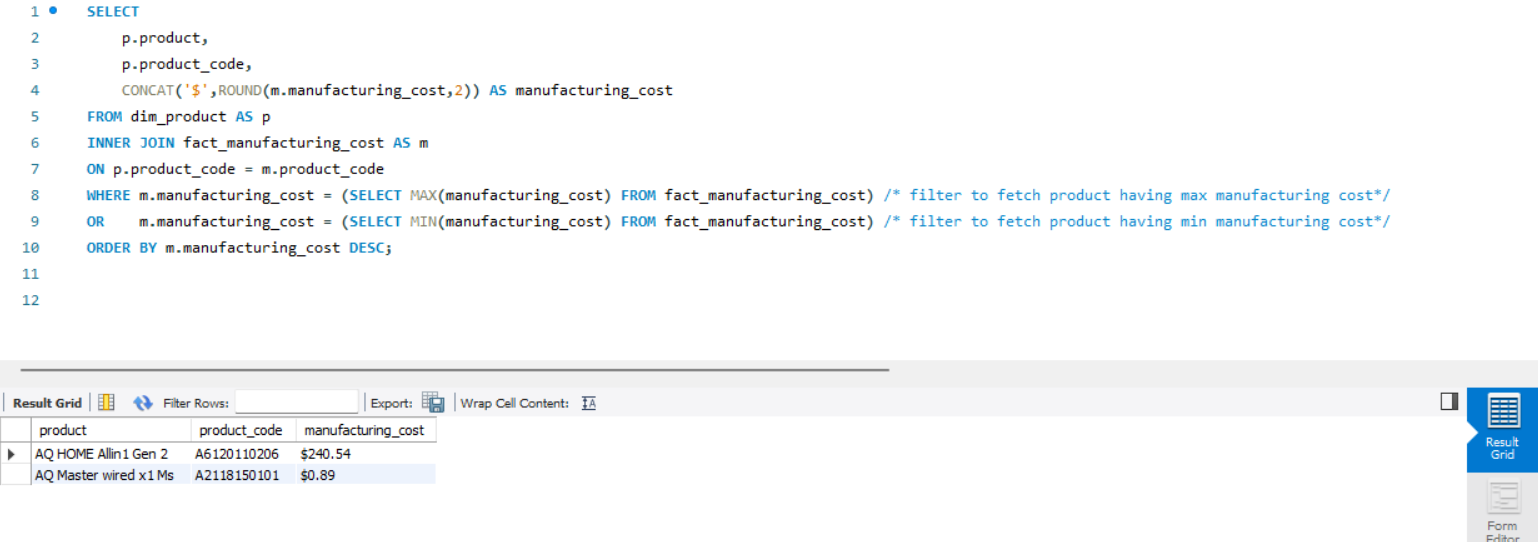 1 SELECT
2 p.product,
3 p.product_code,
4 CONCAT('$',ROUND(m.manufacturing_cost,2)) AS manufacturing_cost
5 FROM dim_product AS p
6 INNER JOIN fact_manufacturing_cost AS m
7 ON p.product_code = m.product_code
8 WHERE m.manufacturing_cost = (SELECT MAX(manufacturing_cost) FROM fact_manufacturing_cost) /* filter to fetch product having max manufacturing cost*/
9 OR m.manufacturing_cost = (SELECT MIN(manufacturing_cost) FROM fact_manufacturing_cost) /* filter to fetch product having min manufacturing cost*/
10 ORDER BY m.manufacturing_cost DESC;
11
12
Result Grid Filter Rows: Export: Wrap Cell Content: IA
product product_code manufacturing_cost
AQ HOME Allin1 Gen 2 A6120110206 $240.54
AQ Master wired x1 Ms A2118150101 $0.89
Result
Grid
Form
Editor